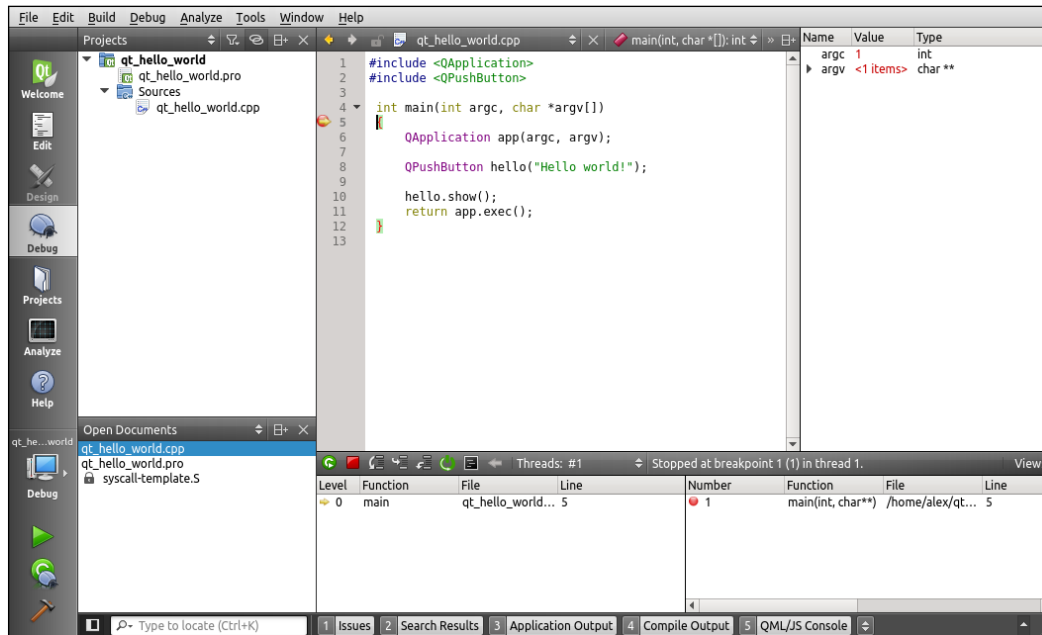 File Edit Build Debug Analyze Tools Window Help
Projects
qt_hello_world.cpp
main(int, char *[]): int
»
Name Value Type
argc 1 int
argv <1 items> char **
Welcome
Edit
Design
Debug
Projects
Analyze
Help
qt_he...world
Debug
qt_hello_world
qt_hello_world.pro
Sources
qt_hello_world.cpp
1 #include <QApplication>
2 #include <QPushButton>
3
4 int main(int argc, char *argv[])
5 {
6 QApplication app(argc, argv);
7
8 QPushButton hello("Hello world!");
9
10 hello.show();
11 return app.exec();
12 }
13
Open Documents
qt_hello_world.cpp
qt_hello_world.pro
syscall-template.S
Threads: #1 Stopped at breakpoint 1 (1) in thread 1. View
Level Function File Line
0 main qt_hello_world... 5
Number Function File Line
1 main(int, char**) /home/alex/qt... 5
Type to locate (Ctrl+K)
1 Issues 2 Search Results 3 Application Output 4 Compile Output 5 QML/JS Console